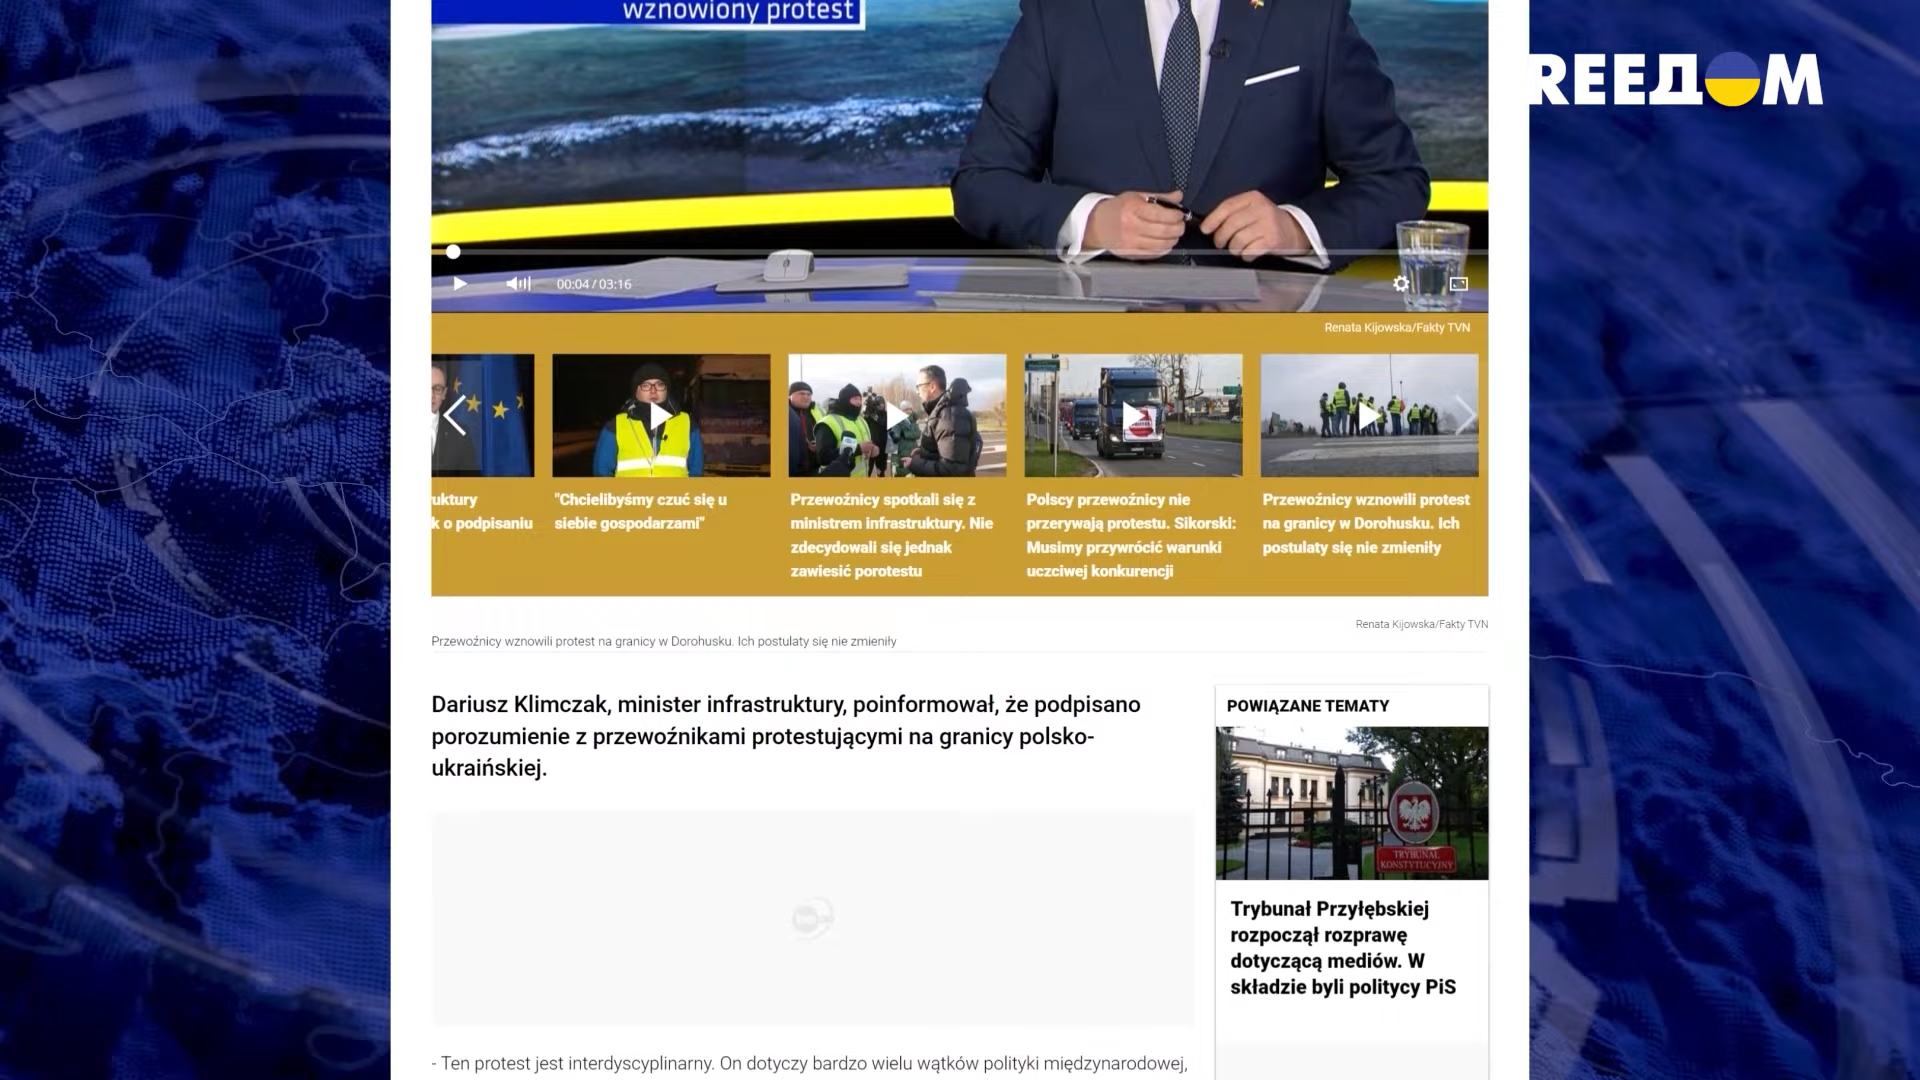 wznowiony protest
REEДOM
00:04 / 03:16
Renata Kijowska/Fakty TVN
uktury
k o podpisaniu
"Chcielibyśmy czuć się u
siebie gospodarzami"
Przewoźnicy spotkali się z
ministrem infrastruktury. Nie
zdecydowali się jednak
zawiesić porotestu
Polscy przewoźnicy nie
przerywają protestu. Sikorski:
Musimy przywrócić warunki
uczciwej konkurencji
Przewoźnicy wznowili protest
na granicy w Dorohusku. Ich
postulaty się nie zmieniły
Renata Kijowska/Fakty TVN
Przewoźnicy wznowili protest na granicy w Dorohusku. Ich postulaty się nie zmieniły
Dariusz Klimczak, minister infrastruktury, poinformował, że podpisano
porozumienie z przewoźnikami protestującymi na granicy polsko-
ukraińskiej.
- Ten protest jest interdyscyplinarny. On dotyczy bardzo wielu wątków polityki międzynarodowej,
POWIĄZANE TEMATY
TRYBUNAŁ
KONSTYTUCYJNY
Trybunał Przyłębskiej
rozpoczął rozprawę
dotyczącą mediów. W
składzie byli politycy PiS